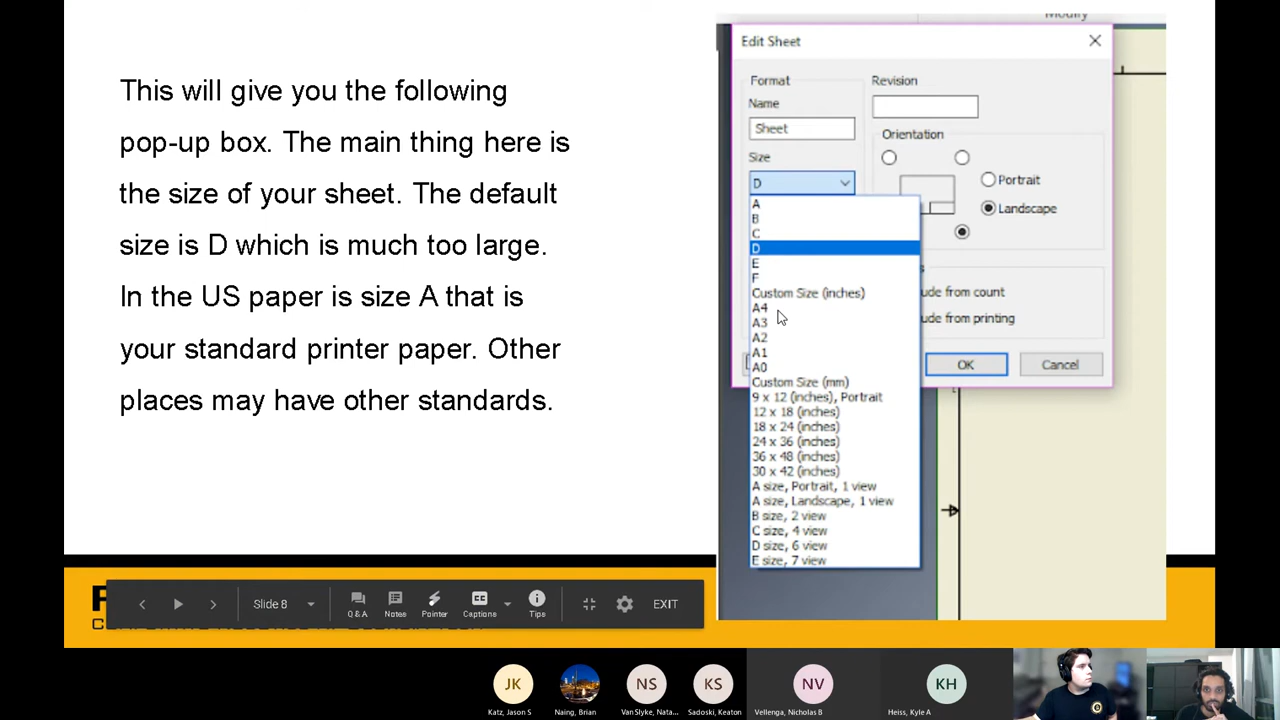 This will give you the following
pop-up box. The main thing here is
the size of your sheet. The default
size is D which is much too large.
In the US paper is size A that is
your standard printer paper. Other
places may have other standards.
Modify
Edit Sheet
Format
Revision
Name
Sheet
Orientation
Size
D
Portrait
Landscape
A
B
C
D
E
F
Custom Size (inches)
ude from count
A4
A3
ude from printing
A2
A1
A0
OK
Cancel
Custom Size (mm)
9 x 12 (inches), Portrait
12 x 18 (inches)
18 x 24 (inches)
24 x 36 (inches)
36 x 48 (inches)
30 x 42 (inches)
A size, Portrait, 1 view
A size, Landscape, 1 view
B size, 2 view
C size, 4 view
D size, 6 view
E size, 7 view
Slide 8
Q & A
Notes
Pointer
Captions
Tips
EXIT
JK
NS
KS
NV
KH
Katz, Jason S
Naing, Brian
Van Slyke, Nata...
Sadoski, Keaton
Vellenga, Nicholas B
Heiss, Kyle A